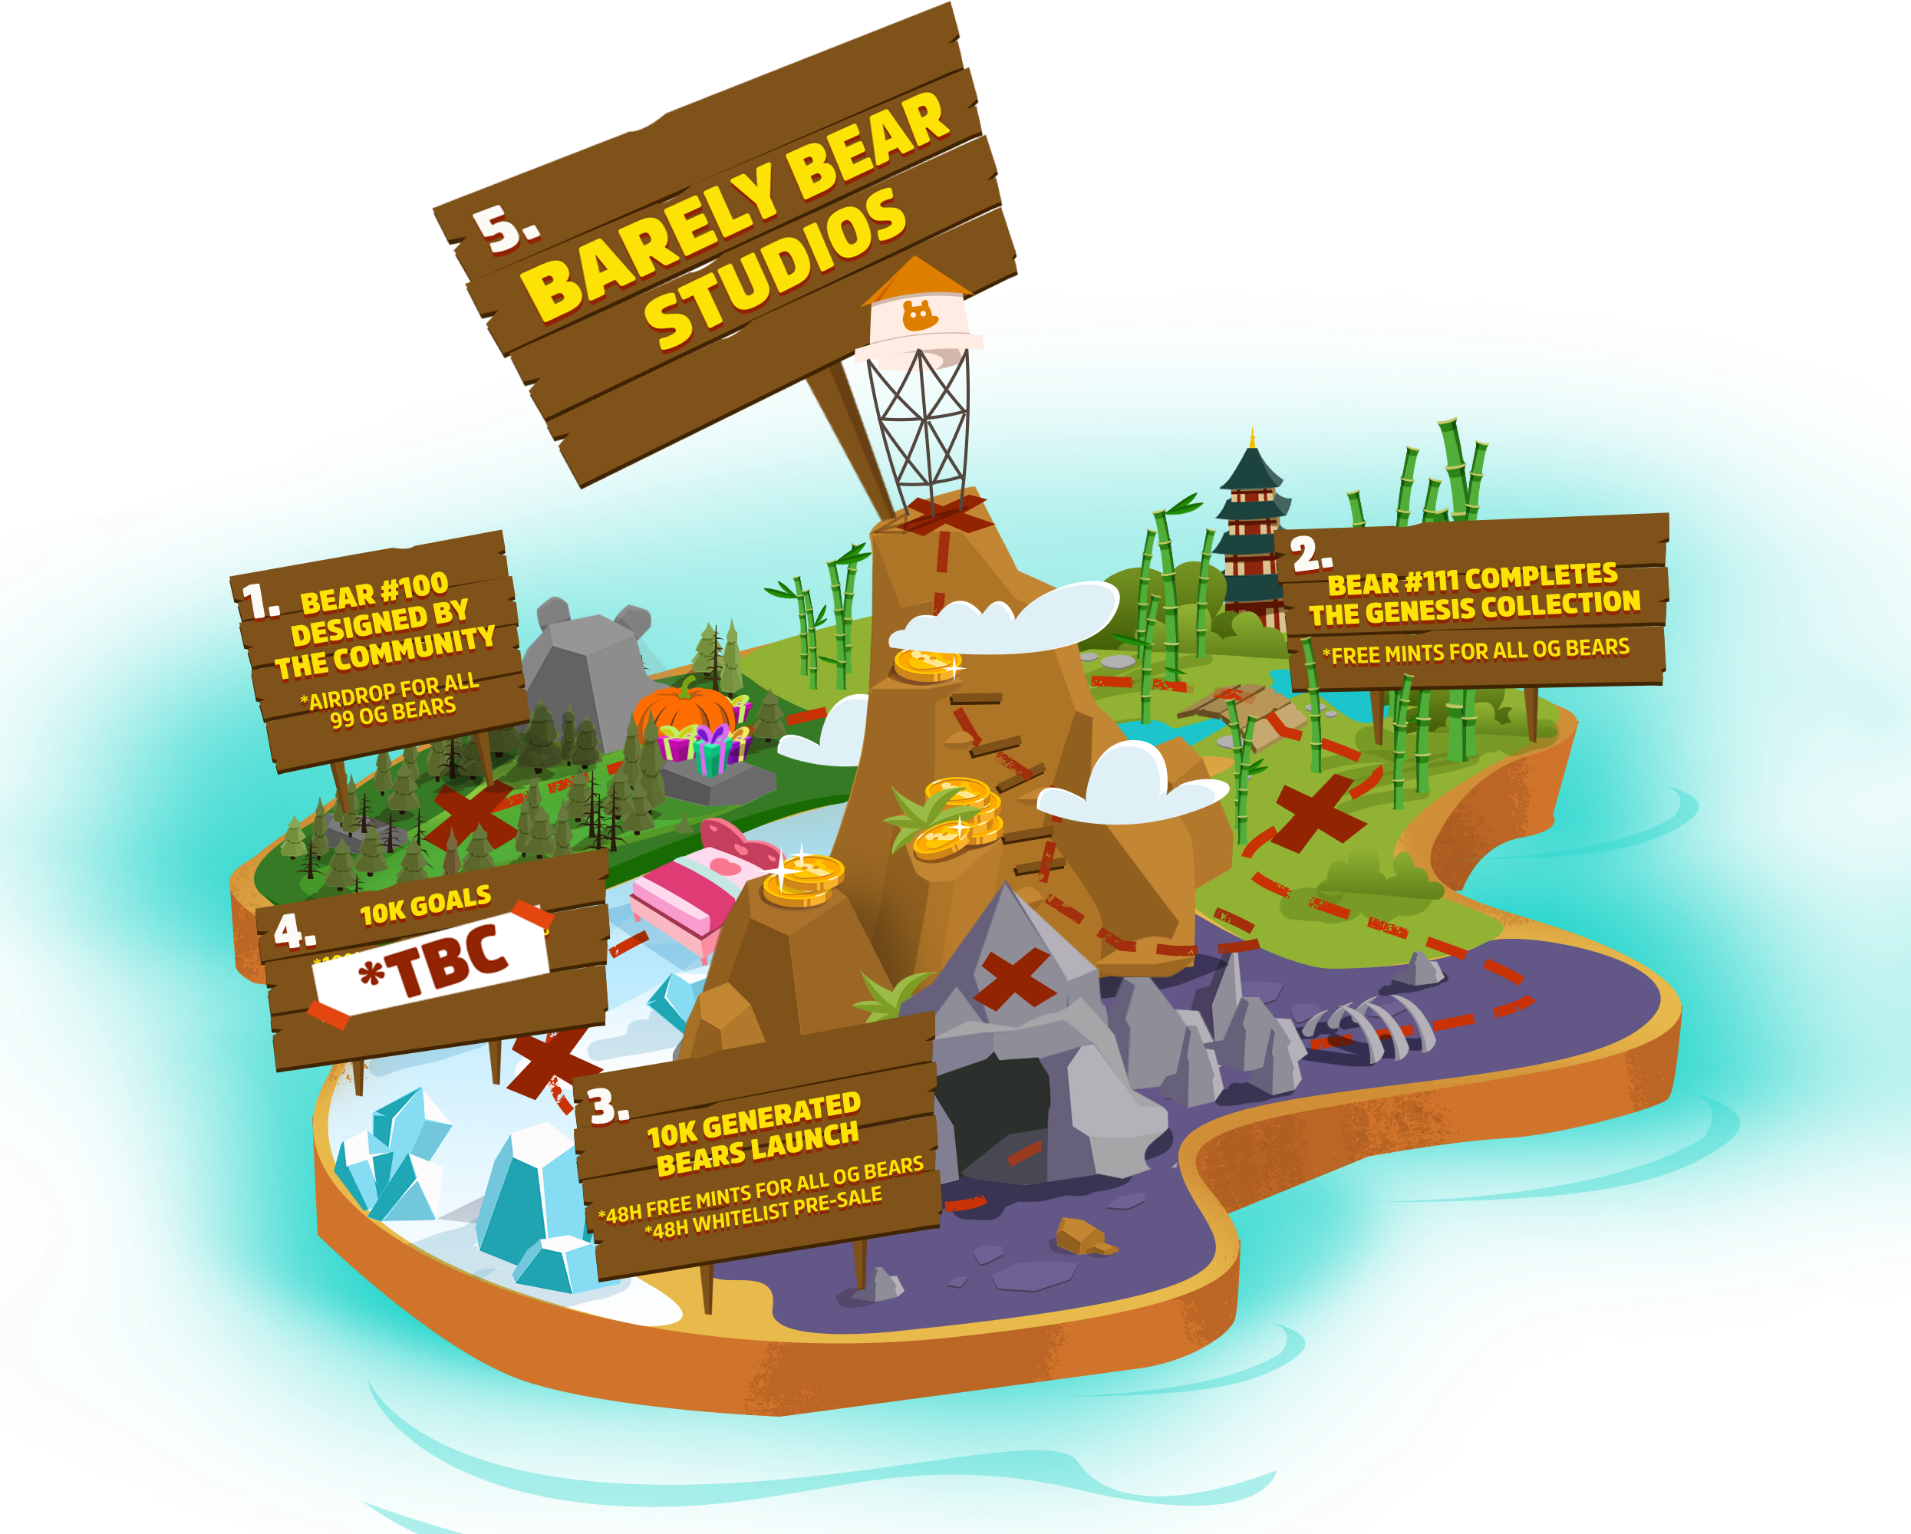 5.
BARELY BEAR
STUDIOS
1.
BEAR #100
DESIGNED BY
THE COMMUNITY
*AIRDROP FOR ALL
99 OG BEARS
2.
BEAR #111 COMPLETES
THE GENESIS COLLECTION
*FREE MINTS FOR ALL OG BEARS
4.
10K GOALS
*TBC
3.
10K GENERATED
BEARS LAUNCH
*48H FREE MINTS FOR ALL OG BEARS
*48H WHITELIST PRE-SALE